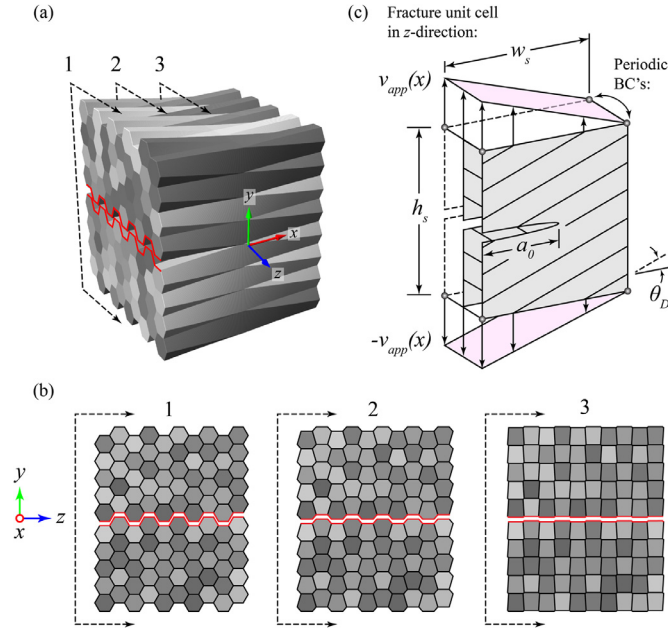 (a)
1 2 3
y
x
z
(c)
Fracture unit cell
in z-direction:
w_s
v_app(x)
Periodic
BC's:
h_s
a_0
θ_D
-v_app(x)
(b)
1 2 3
y
z
x